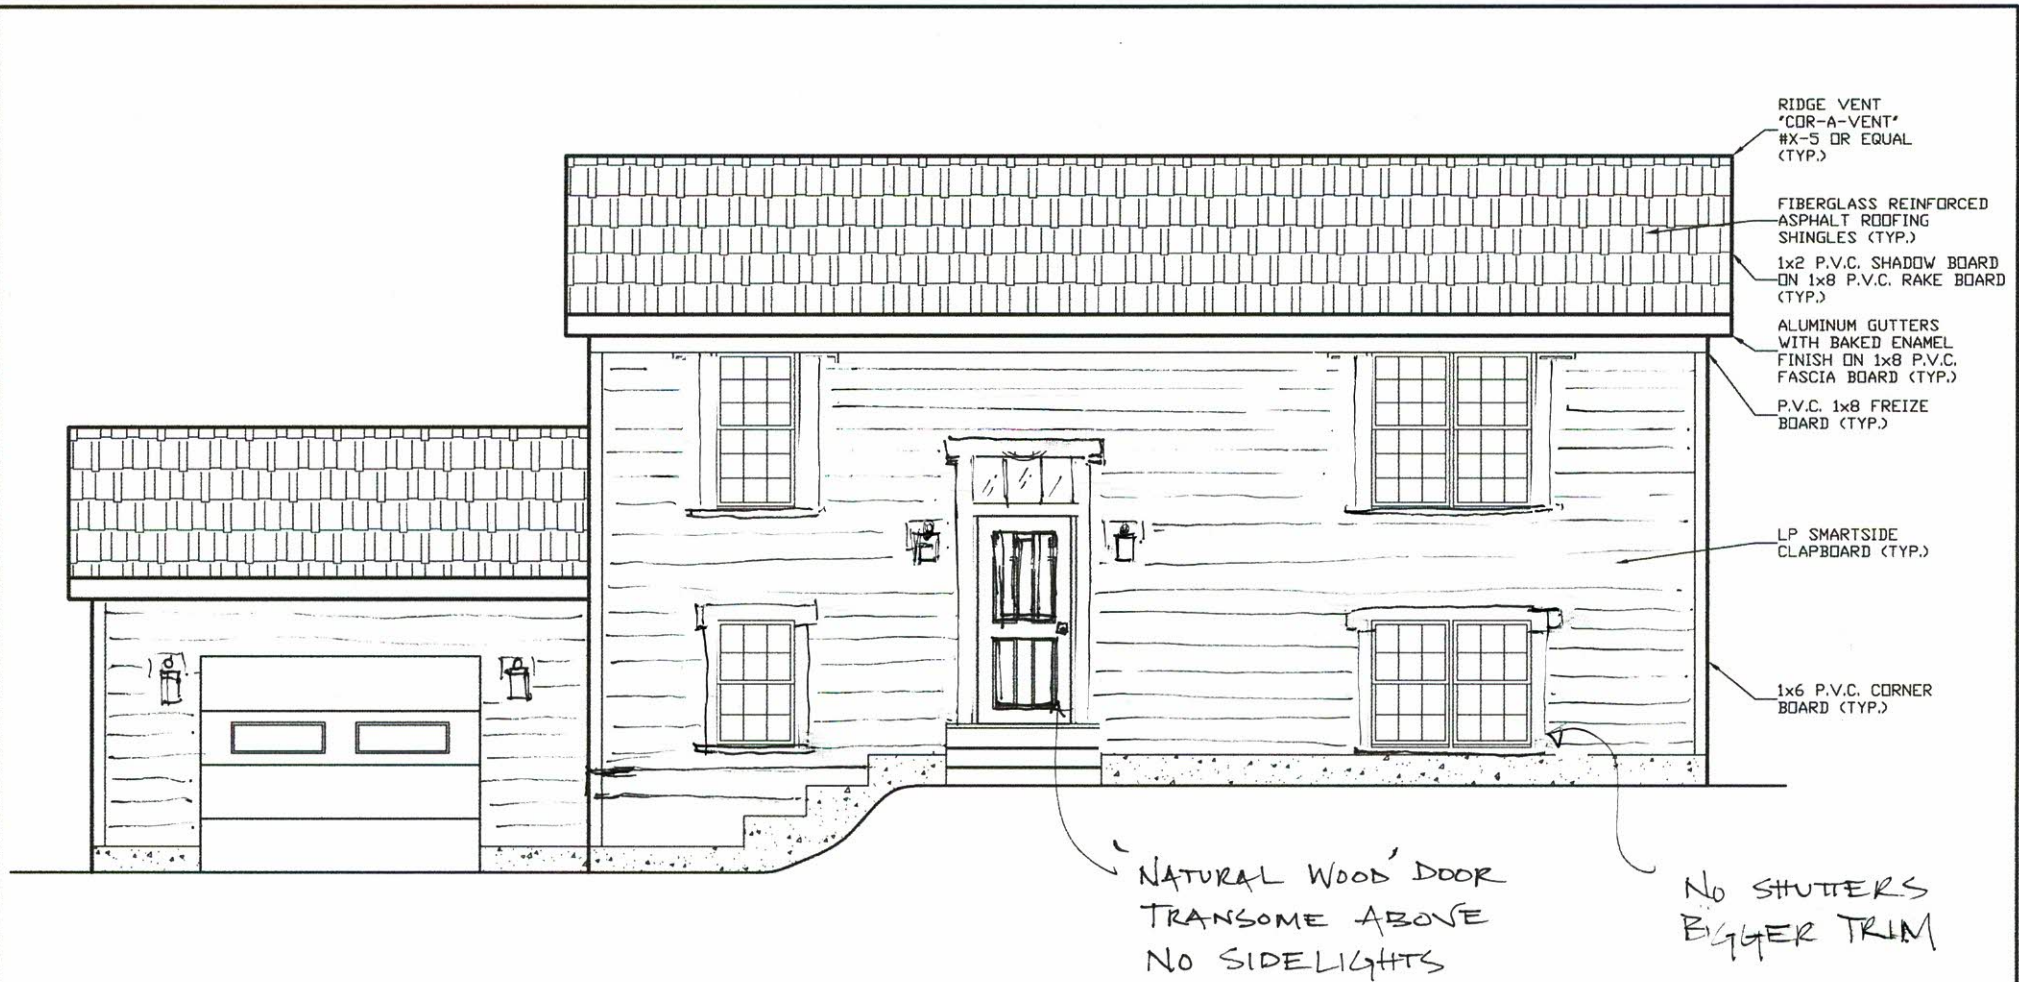 RIDGE VENT
"COR-A-VENT"
#X-5 OR EQUAL
(TYP.)
FIBERGLASS REINFORCED
ASPHALT ROOFING
SHINGLES (TYP.)
1x2 P.V.C. SHADOW BOARD
ON 1x8 P.V.C. RAKE BOARD
(TYP.)
ALUMINUM GUTTERS
WITH BAKED ENAMEL
FINISH ON 1x8 P.V.C.
FASCIA BOARD (TYP.)
P.V.C. 1x8 FREIZE
BOARD (TYP.)
LP SMARTSIDE
CLAPBOARD (TYP.)
1x6 P.V.C. CORNER
BOARD (TYP.)
'NATURAL WOOD' DOOR
TRANSOME ABOVE
NO SIDELIGHTS
NO SHUTTERS
BIGGER TRIM